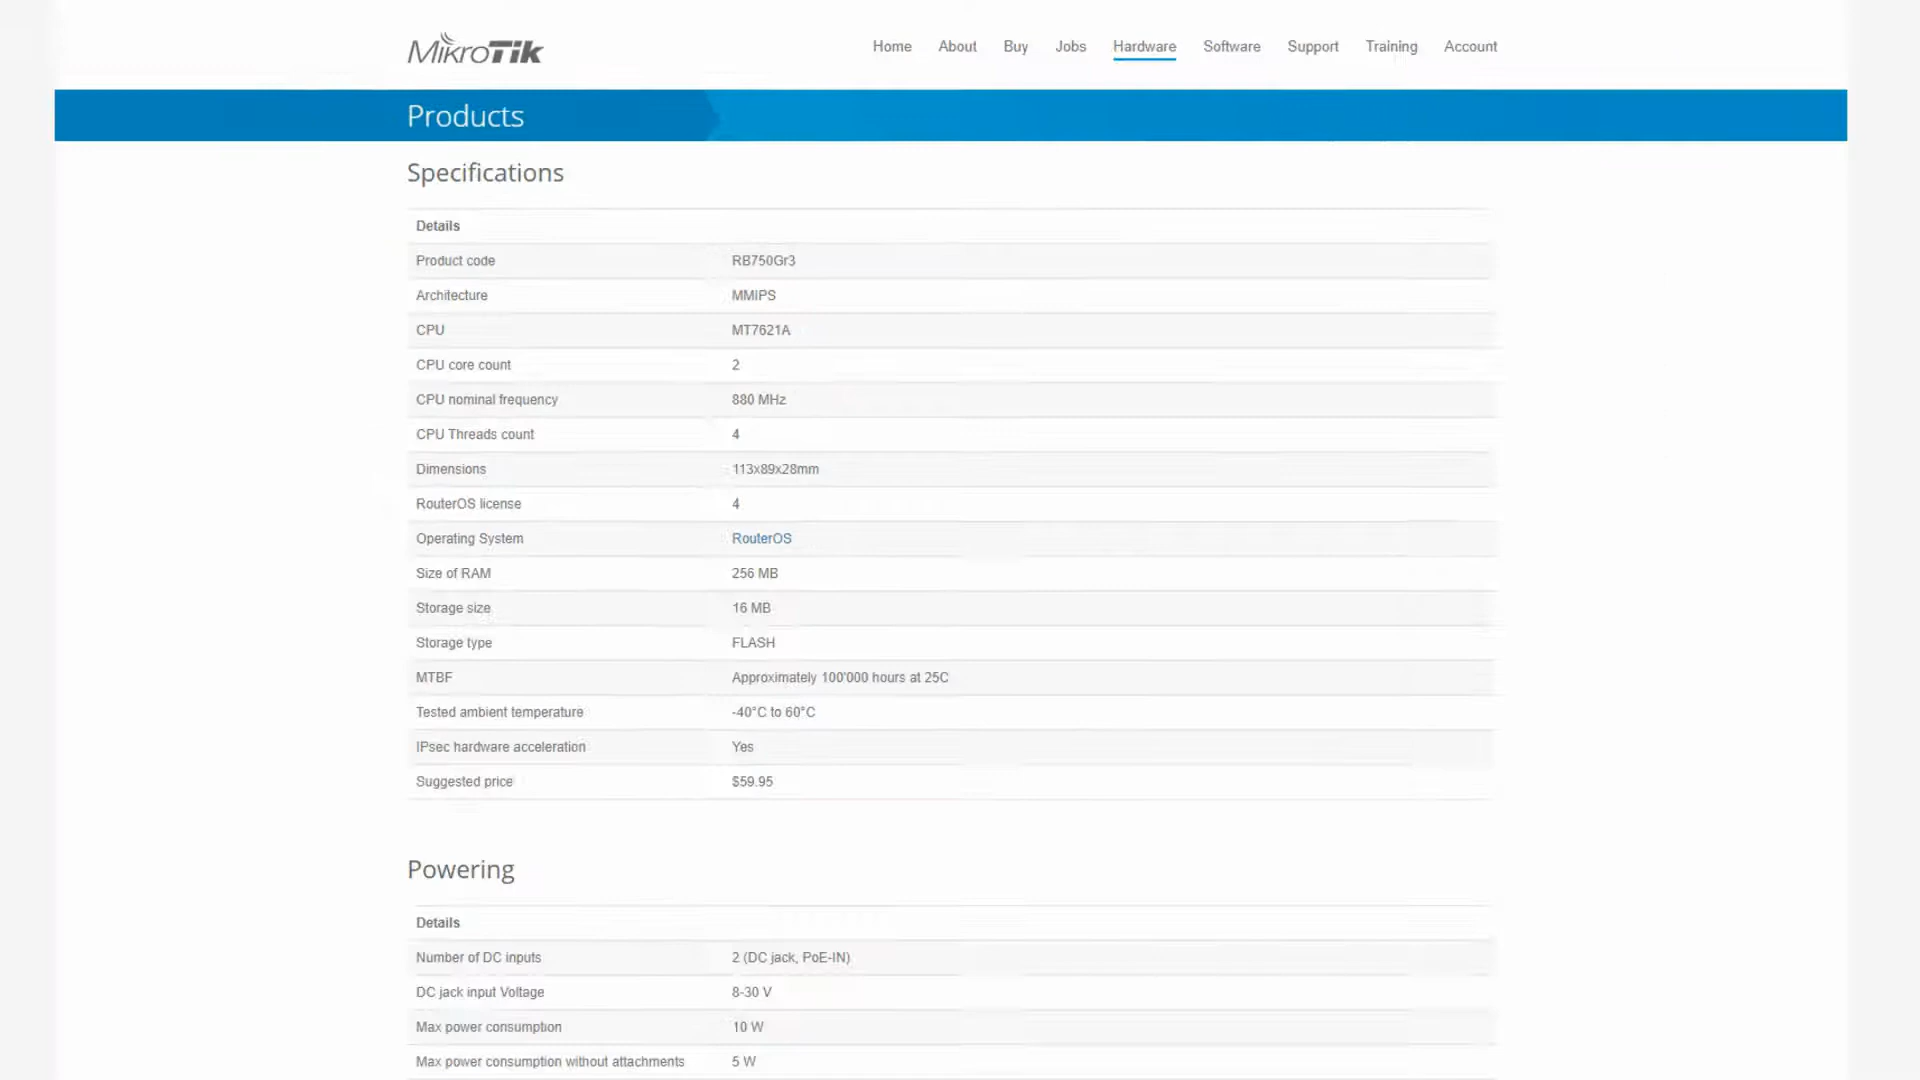 MikroTik
Home About Buy Jobs Hardware Software Support Training Account
Products
Specifications
Details
Product code RB750Gr3
Architecture MMIPS
CPU MT7621A
CPU core count 2
CPU nominal frequency 880 MHz
CPU Threads count 4
Dimensions 113x89x28mm
RouterOS license 4
Operating System RouterOS
Size of RAM 256 MB
Storage size 16 MB
Storage type FLASH
MTBF Approximately 100'000 hours at 25C
Tested ambient temperature -40°C to 60°C
IPsec hardware acceleration Yes
Suggested price $59.95
Powering
Details
Number of DC inputs 2 (DC jack, PoE-IN)
DC jack input Voltage 8-30 V
Max power consumption 10 W
Max power consumption without attachments 5 W